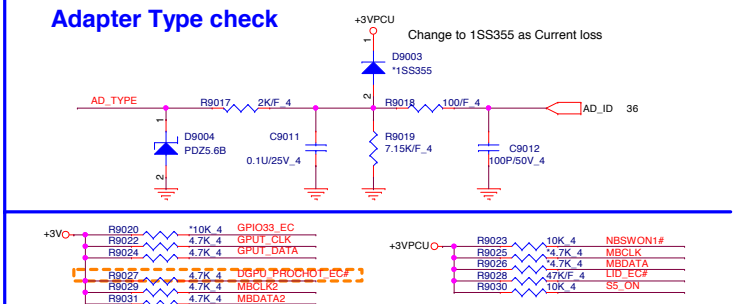 Adapter Type check
+3VPCU
Change to 1SS355 as Current loss
1
D9003
*1SS355
2
AD_TYPE
R9017 2K/F_4
R9018 100/F_4
AD_ID 36
1
D9004
PDZ5.6B
2
C9011
0.1U/25V_4
R9019
7.15K/F_4
C9012
100P/50V_4
+3V
R9020 *10K_4 GPIO33_EC
R9022 4.7K_4 GPUT_CLK
R9024 4.7K_4 GPUT_DATA
R9027 4.7K_4 DGPU_PROCHOT_EC#
R9029 4.7K_4 MBCLK2
R9031 4.7K_4 MBDATA2
+3VPCU
R9023 10K_4 NBSWON1#
R9025 *4.7K_4 MBCLK
R9026 *4.7K_4 MBDATA
R9028 47K/F_4 LID_EC#
R9030 10K_4 S5_ON